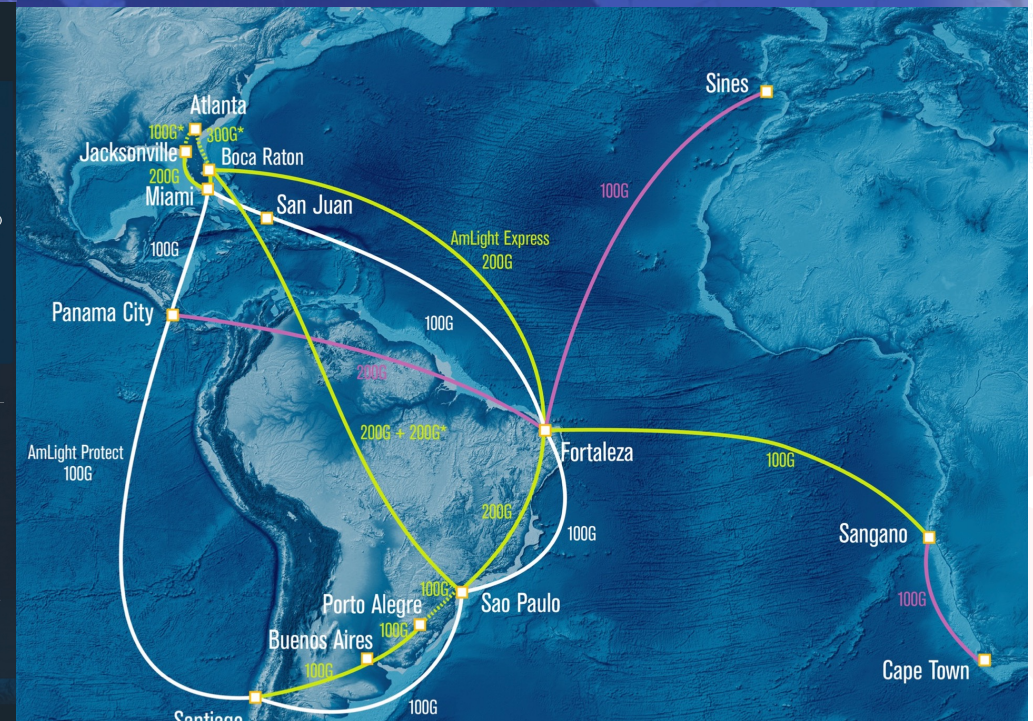 Sines
Atlanta
100G*
300G*
Jacksonville
Boca Raton
200G
Miami
San Juan
100G
100G
AmLight Express
200G
Panama City
100G
200G
200G + 200G*
AmLight Protect
100G
Fortaleza
100G
200G
100G
Sangano
100G
Porto Alegre
Sao Paulo
100G
100G
Buenos Aires
100G
Cape Town
100G
Santiago